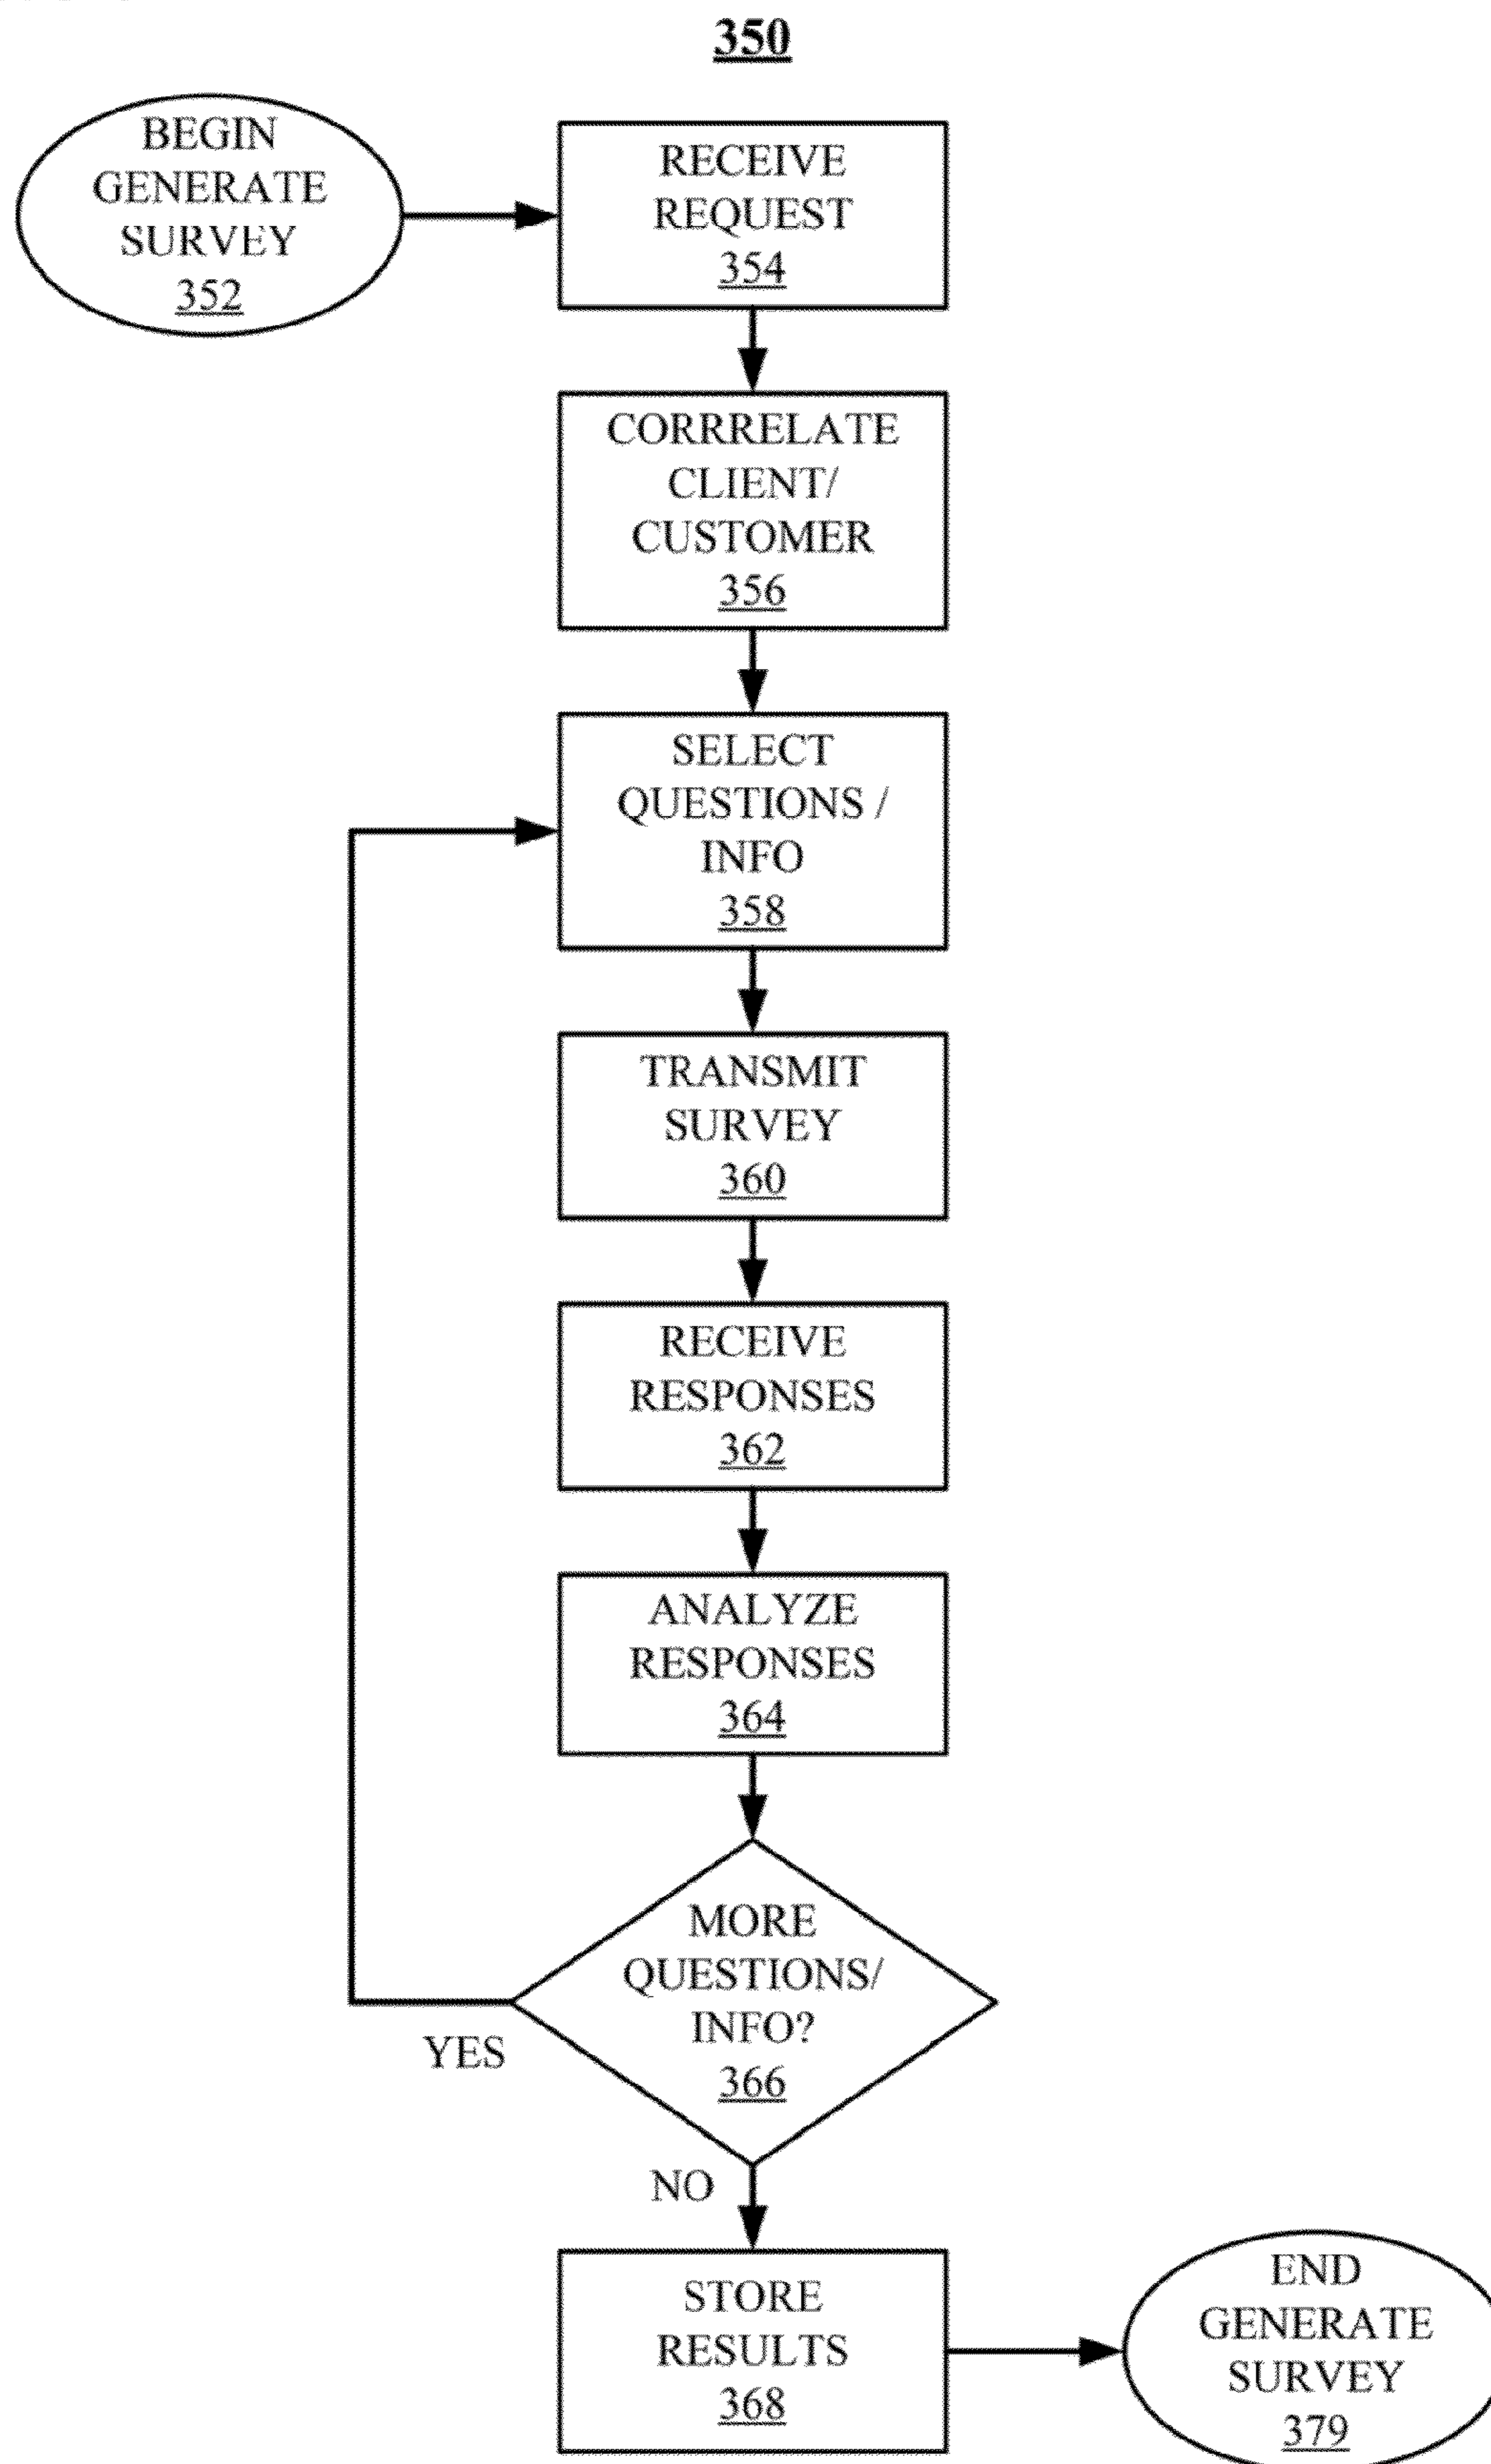 350
BEGIN
GENERATE
SURVEY
352
RECEIVE
REQUEST
354
CORRRELATE
CLIENT/
CUSTOMER
356
SELECT
QUESTIONS /
INFO
358
TRANSMIT
SURVEY
360
RECEIVE
RESPONSES
362
ANALYZE
RESPONSES
364
MORE
QUESTIONS/
INFO?
366
YES
NO
STORE
RESULTS
368
END
GENERATE
SURVEY
379